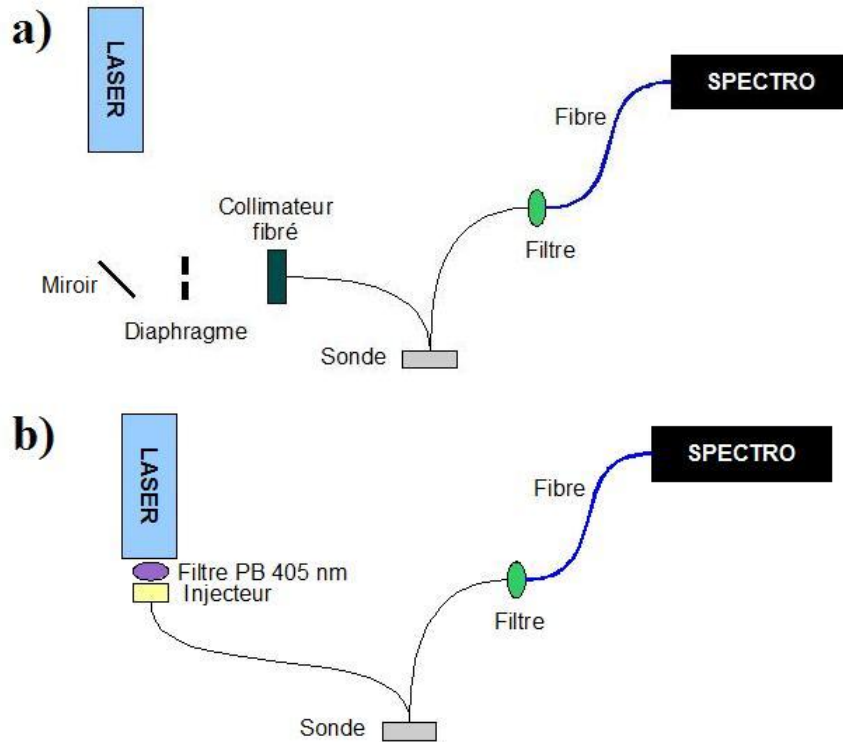 a)
LASER
SPECTRO
Fibre
Collimateur
fibré
Filtre
Miroir
Diaphragme
Sonde
b)
LASER
SPECTRO
Fibre
Filtre PB 405 nm
Injecteur
Filtre
Sonde